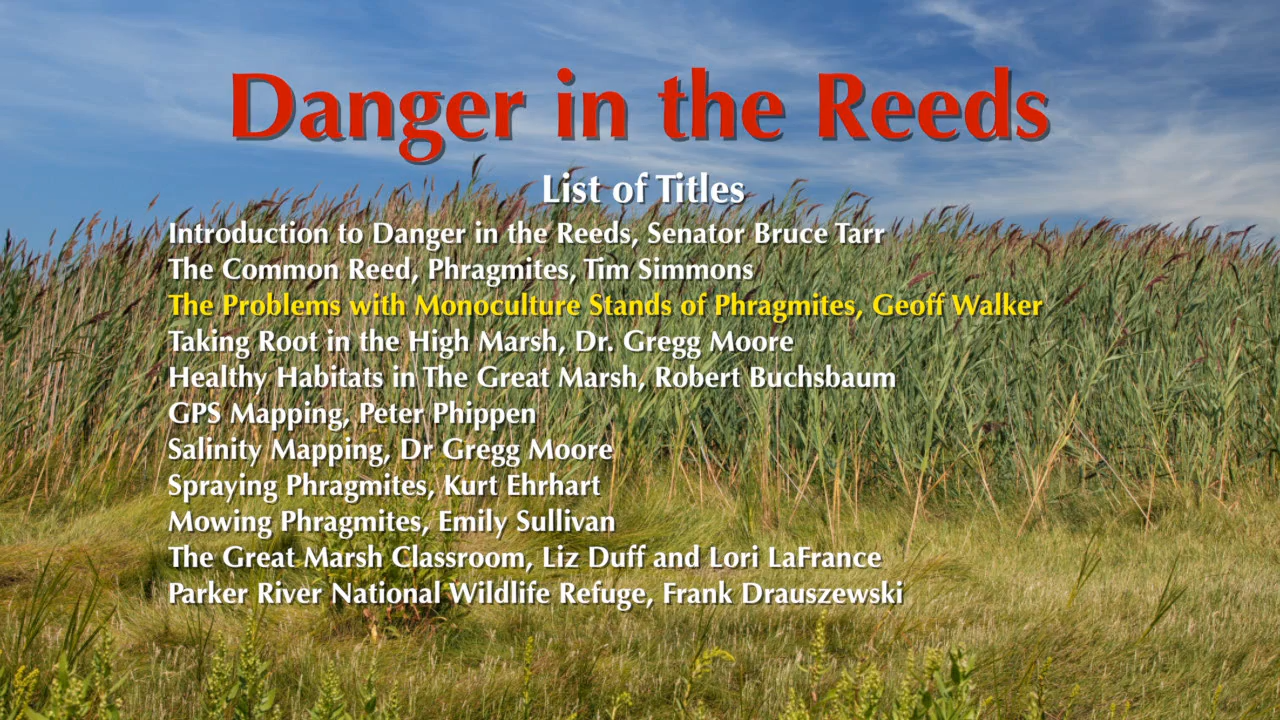 Danger in the Reeds
List of Titles
Introduction to Danger in the Reeds, Senator Bruce Tarr
The Common Reed, Phragmites, Tim Simmons
The Problems with Monoculture Stands of Phragmites, Geoff Walker
Taking Root in the High Marsh, Dr. Gregg Moore
Healthy Habitats in The Great Marsh, Robert Buchsbaum
GPS Mapping, Peter Phippen
Salinity Mapping, Dr Gregg Moore
Spraying Phragmites, Kurt Ehrhart
Mowing Phragmites, Emily Sullivan
The Great Marsh Classroom, Liz Duff and Lori LaFrance
Parker River National Wildlife Refuge, Frank Drauszewski